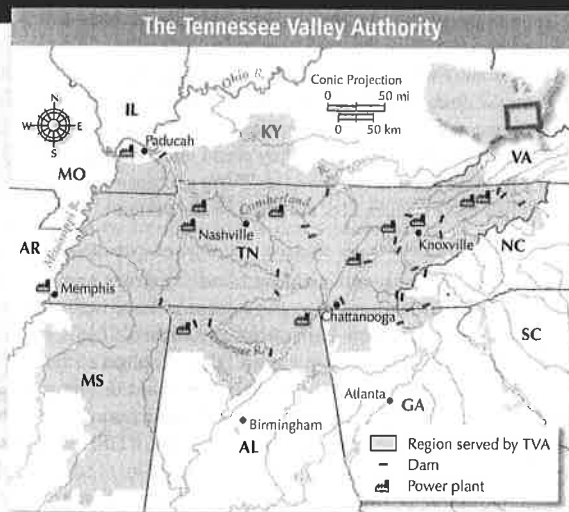 The Tennessee Valley Authority
Conic Projection
0 50 mi
0 50 km
N
W E
S
Ohio R.
IL
KY
VA
Paducah
MO
Cumberland
R.
Mississippi R.
AR
Nashville
TN
Knoxville
NC
Memphis
Chattanooga
Tennessee R.
SC
MS
Atlanta
GA
Birmingham
AL
Region served by TVA
Dam
Power plant